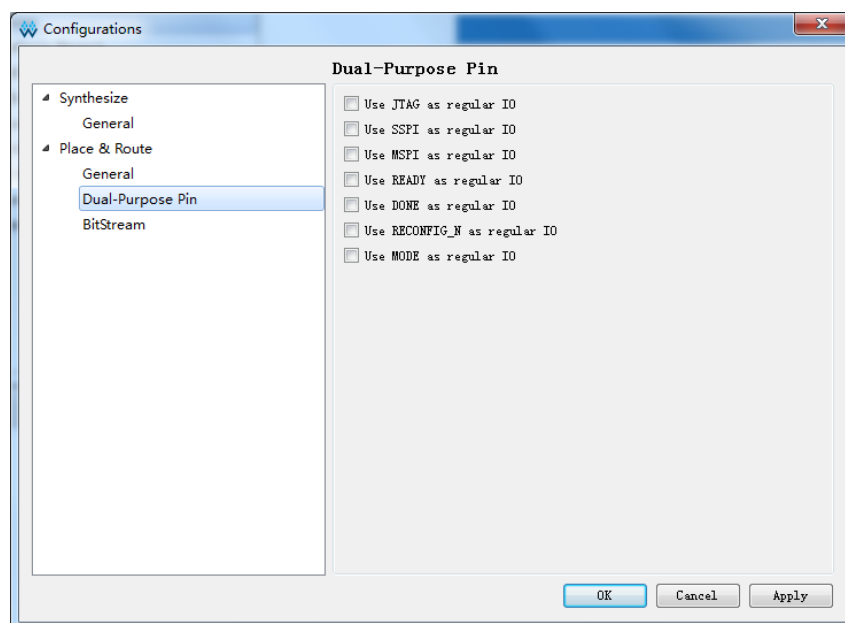 Configurations
Dual-Purpose Pin
Synthesize
General
Place & Route
General
Dual-Purpose Pin
BitStream
Use JTAG as regular IO
Use SSPI as regular IO
Use MSPI as regular IO
Use READY as regular IO
Use DONE as regular IO
Use RECONFIG_N as regular IO
Use MODE as regular IO
OK
Cancel
Apply